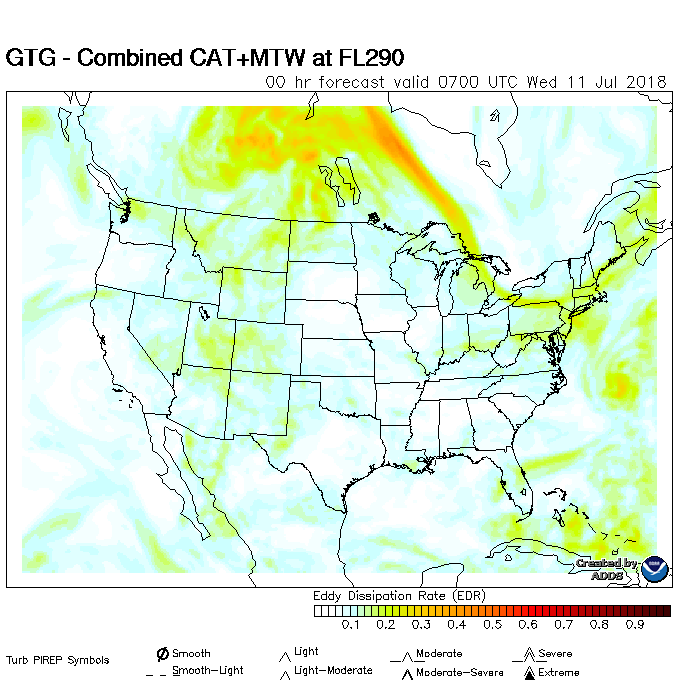 GTG - Combined CAT+MTW at FL290
00 hr forecast valid 0700 UTC Wed 11 Jul 2018
Created by
ADDS
Eddy Dissipation Rate (EDR)
0.1 0.2 0.3 0.4 0.5 0.6 0.7 0.8 0.9
Turb PIREP Symbols
Smooth Light Moderate Severe
Smooth-Light Light-Moderate Moderate-Severe Extreme